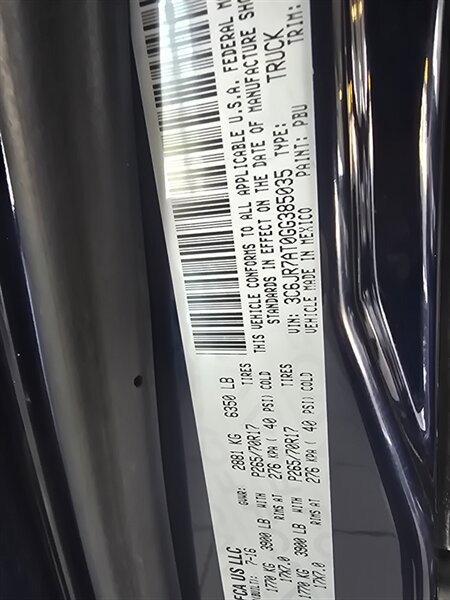 FCA US LLC
7-16 GVWR: 2881 KG 6350 LB
1770 KG 3900 LB WITH P265/70R17 TIRES
17X7.0 RIMS AT 276 KPA ( 40 PSI) COLD
1770 KG 3900 LB WITH P265/70R17 TIRES
17X7.0 RIMS AT 276 KPA ( 40 PSI) COLD
THIS VEHICLE CONFORMS TO ALL APPLICABLE U.S.A. FEDERAL
STANDARDS IN EFFECT ON THE DATE OF MANUFACTURE
VIN: 3C6JR7AT0GG385035 TYPE: TRUCK
VEHICLE MADE IN MEXICO PAINT: PBU TRIM: